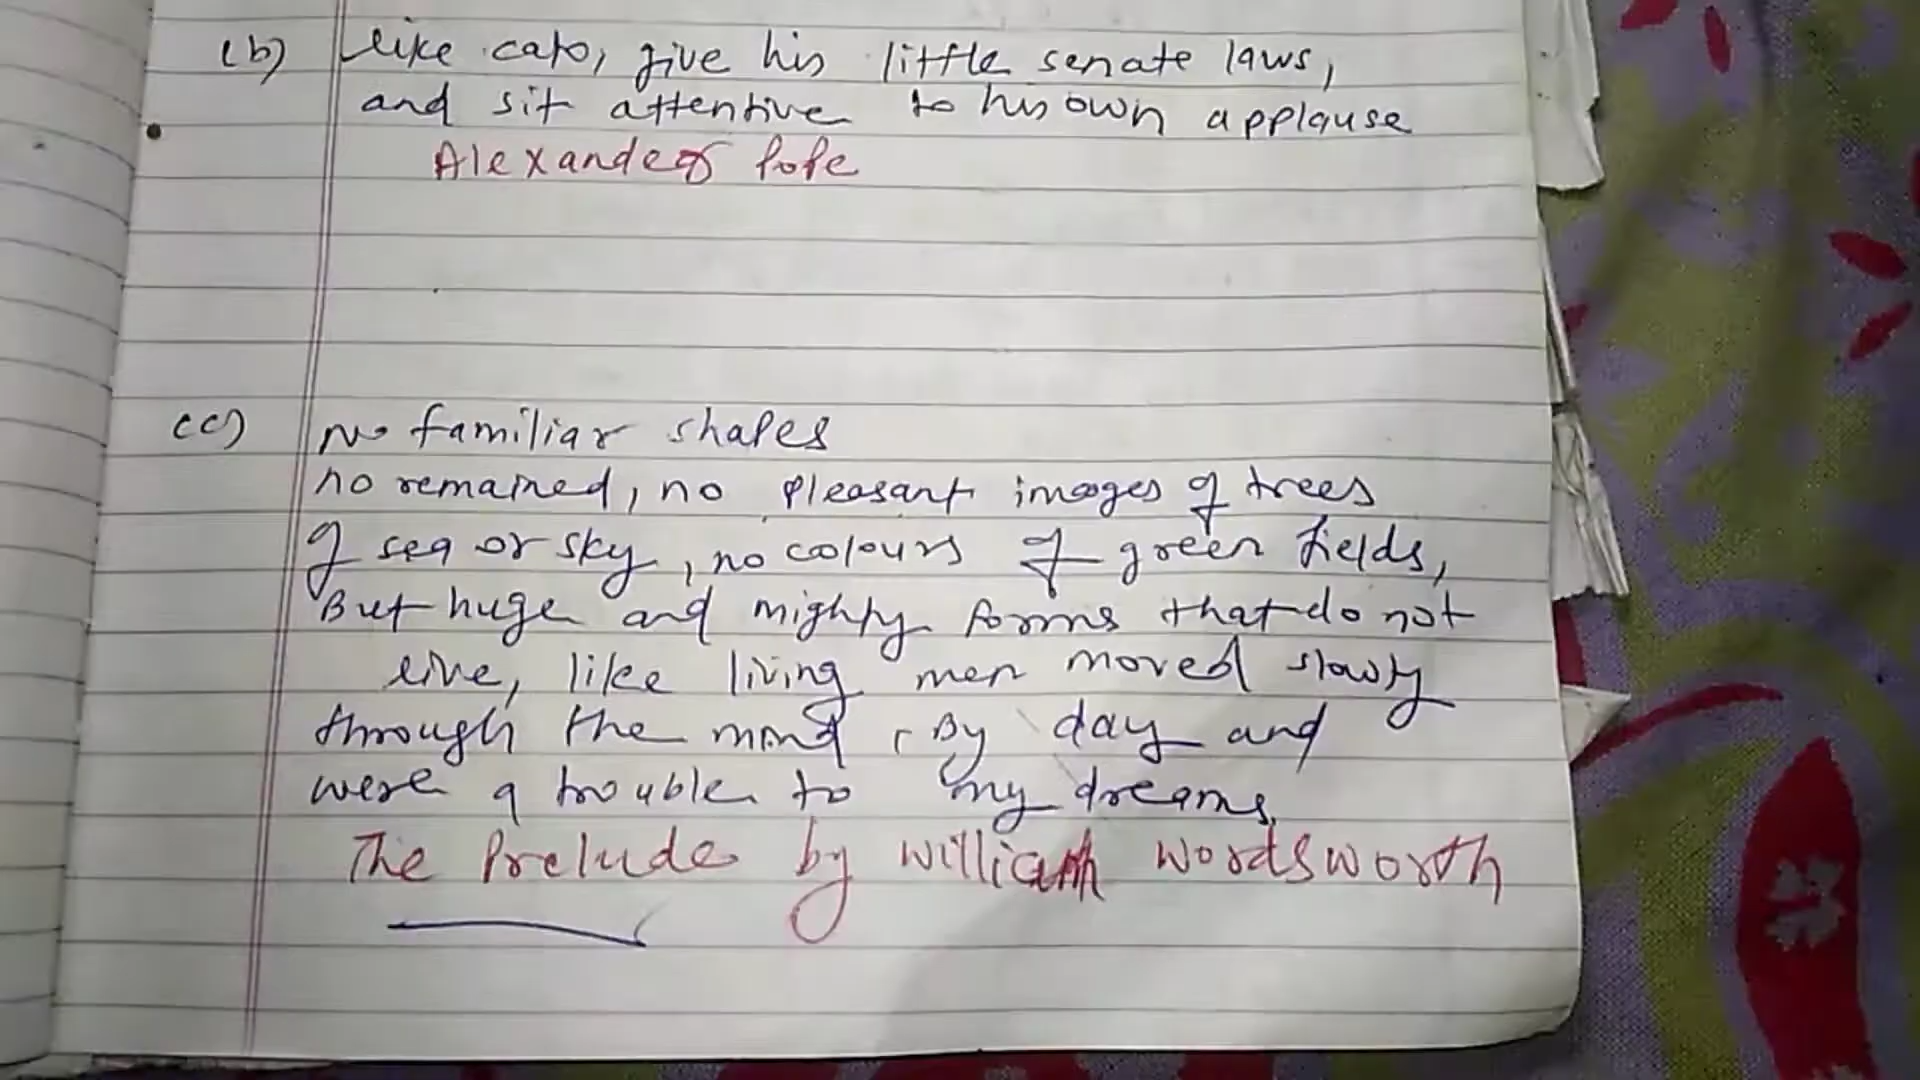 (b) like cato, give his little senate laws,
and sit attentive to his own applause
Alexander Pope
(c) no familiar shapes
no remained, no pleasant images of trees
of sea or sky, no colours of green fields,
But huge and mighty forms that do not
live, like living men moved slowly
through the mind, By day and
were a trouble to my dreams.
The Prelude by William Wordsworth